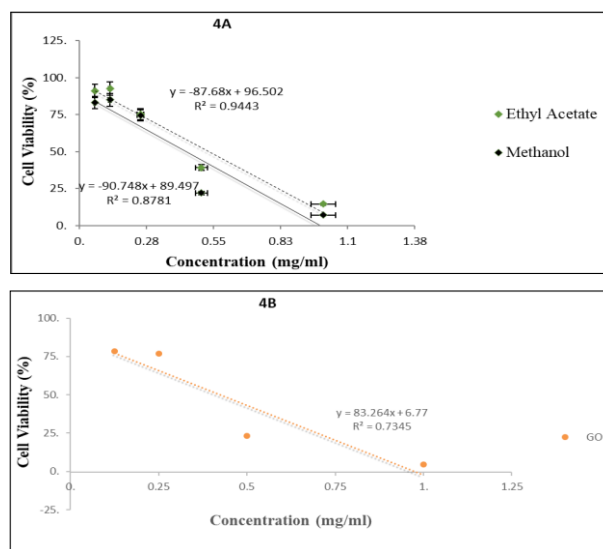 4A
125.
100.
75.
50.
25.
0.
0.
0.28
0.55
0.83
1.1
1.38
Cell Viability (%)
Concentration (mg/ml)
y = -87.68x + 96.502
R² = 0.9443
y = -90.748x + 89.497
R² = 0.8781
Ethyl Acetate
Methanol
4B
100.
75.
50.
25.
0.
-25.
0.
0.25
0.5
0.75
1.
1.25
Cell Viability (%)
Concentration (mg/ml)
y = 83.264x + 6.77
R² = 0.7345
GO